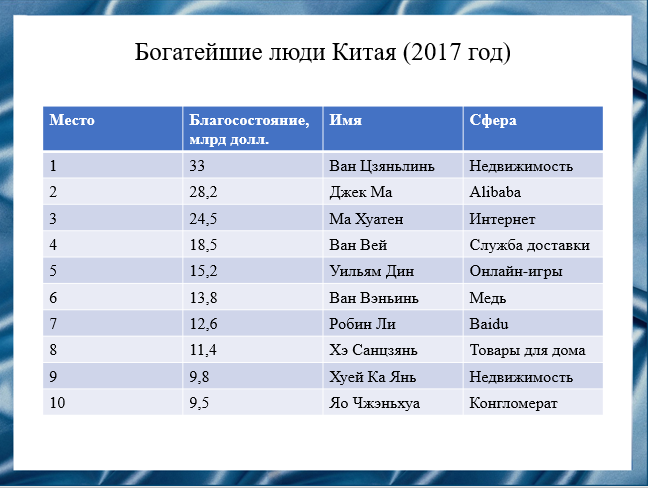 Богатейшие люди Китая (2017 год)
Место Благосостояние, млрд долл. Имя Сфера
1 33 Ван Цзяньлинь Недвижимость
2 28,2 Джек Ма Alibaba
3 24,5 Ма Хуатен Интернет
4 18,5 Ван Вей Служба доставки
5 15,2 Уильям Дин Онлайн-игры
6 13,8 Ван Вэньинь Медь
7 12,6 Робин Ли Baidu
8 11,4 Хэ Санцзянь Товары для дома
9 9,8 Хуей Ка Янь Недвижимость
10 9,5 Яо Чжэньхуа Конгломерат